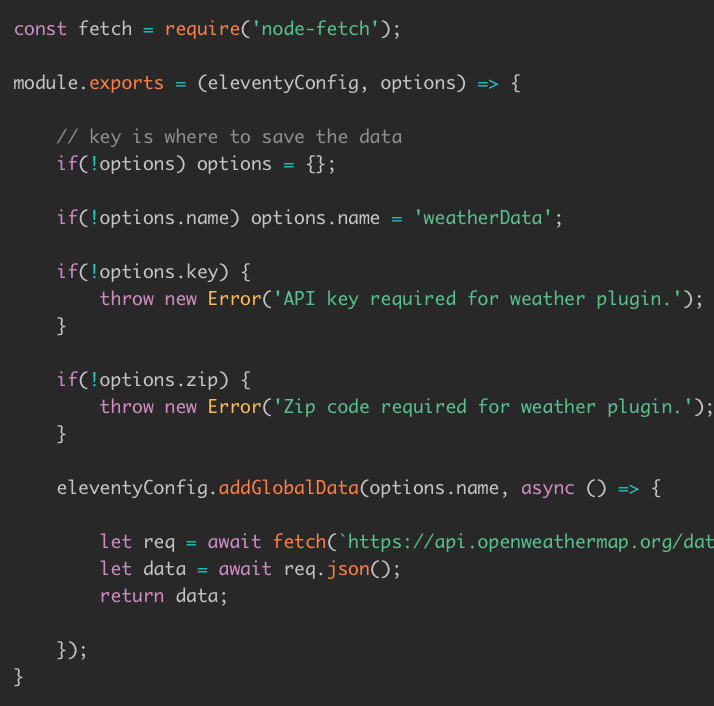 const fetch = require('node-fetch');
module.exports = (eleventyConfig, options) => {
// key is where to save the data
if(!options) options = {};
if(!options.name) options.name = 'weatherData';
if(!options.key) {
throw new Error('API key required for weather plugin.');
}
if(!options.zip) {
throw new Error('Zip code required for weather plugin.');
}
eleventyConfig.addGlobalData(options.name, async () => {
let req = await fetch(`https://api.openweathermap.org/dat
let data = await req.json();
return data;
});
}